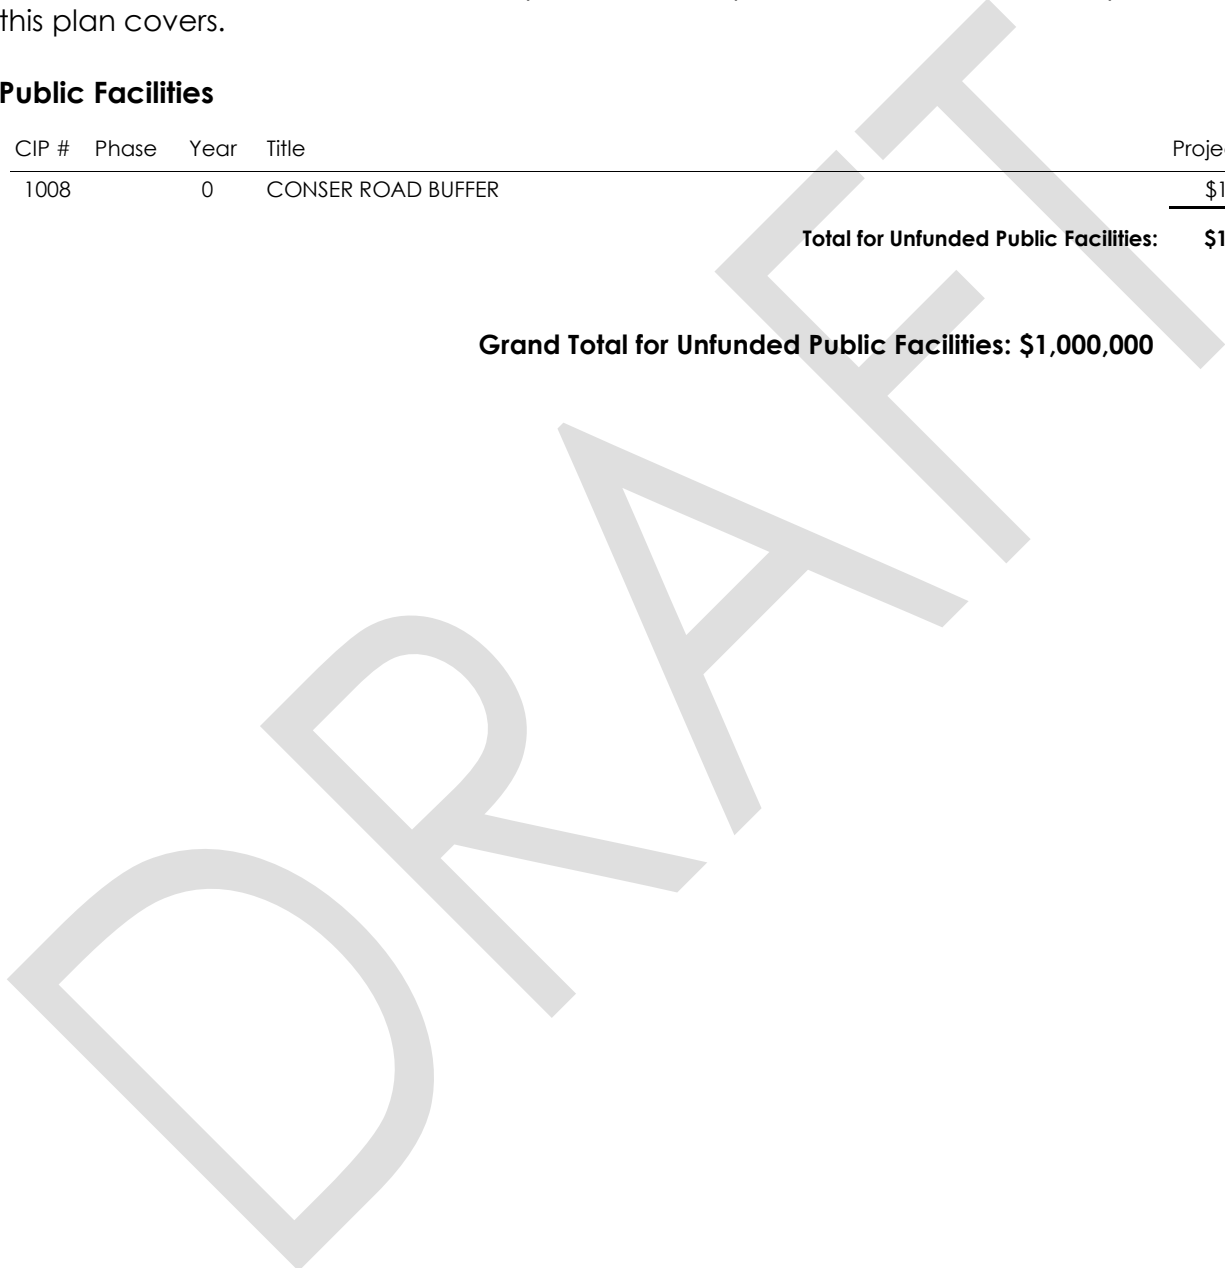 this plan covers.
Public Facilities
CIP # Phase Year Title
1008 0 CONSER ROAD BUFFER
Total for Unfunded Public Facilities:
Grand Total for Unfunded Public Facilities: $1,000,000
DRAFT